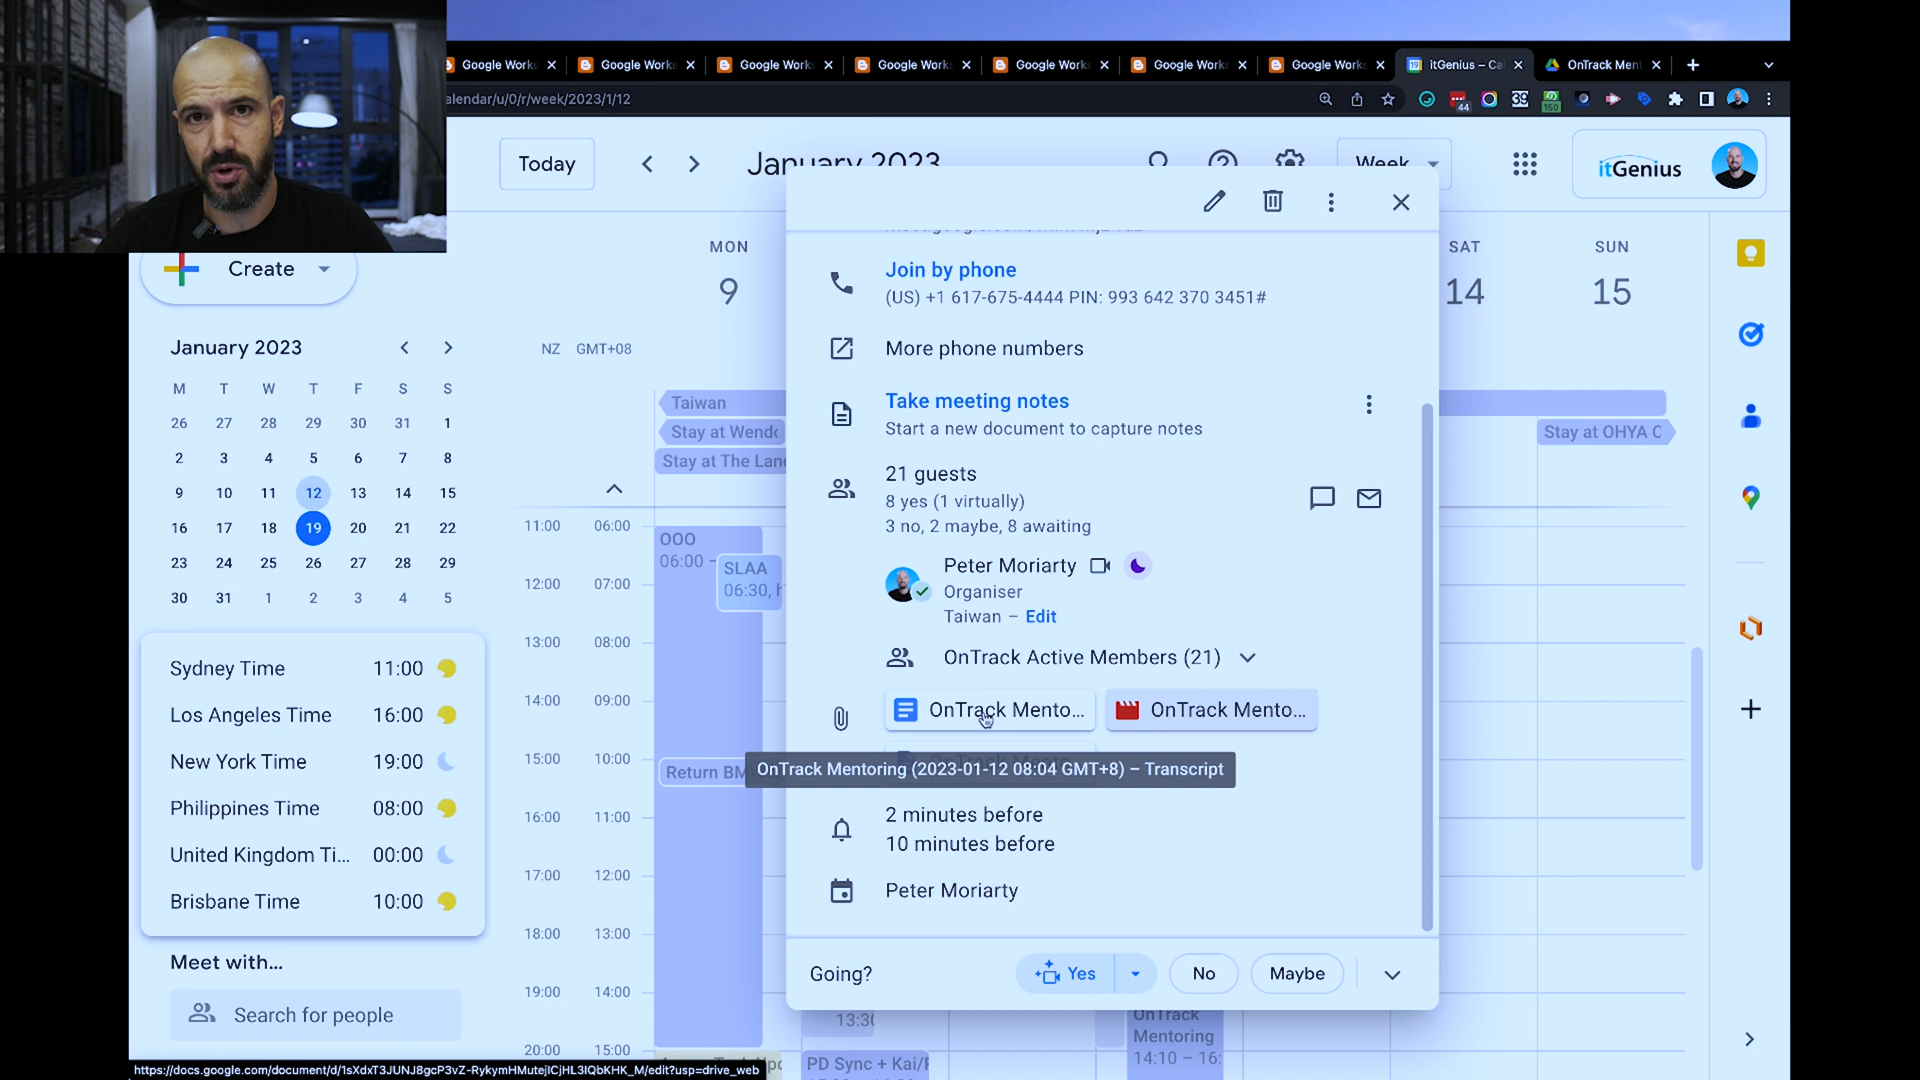 Google Works
Google Works
Google Works
Google Works
Google Works
Google Works
Google Works
itGenius – Ca
OnTrack Ment
alendar/u/0/r/week/2023/1/12
44
39
150
Today
January 2023
Week
itGenius
Create
MON
9
SAT
14
SUN
15
January 2023
M T W T F S S
26 27 28 29 30 31 1
2 3 4 5 6 7 8
9 10 11 12 13 14 15
16 17 18 19 20 21 22
23 24 25 26 27 28 29
30 31 1 2 3 4 5
Sydney Time 11:00
Los Angeles Time 16:00
New York Time 19:00
Philippines Time 08:00
United Kingdom Ti... 00:00
Brisbane Time 10:00
Meet with...
Search for people
NZ GMT+08
Taiwan
Stay at Wend
Stay at The Lan
Stay at OHYA C
11:00 06:00
12:00 07:00
13:00 08:00
14:00 09:00
15:00 10:00
16:00 11:00
17:00 12:00
18:00 13:00
19:00 14:00
20:00 15:00
OOO
06:00 –
SLAA
06:30,
Return BM
Join by phone
(US) +1 617-675-4444 PIN: 993 642 370 3451#
More phone numbers
Take meeting notes
Start a new document to capture notes
21 guests
8 yes (1 virtually)
3 no, 2 maybe, 8 awaiting
Peter Moriarty
Organiser
Taiwan – Edit
OnTrack Active Members (21)
OnTrack Mento...
OnTrack Mento...
OnTrack Mentoring (2023-01-12 08:04 GMT+8) – Transcript
2 minutes before
10 minutes before
Peter Moriarty
Going?
Yes
No
Maybe
13:30
PD Sync + Kai/
OnTrack
Mentoring
14:10 – 16:
https://docs.google.com/document/d/1sXdxT3JUNJ8gcP3vZ-RykymHMutejICjHL3IQbKHK_M/edit?usp=drive_web